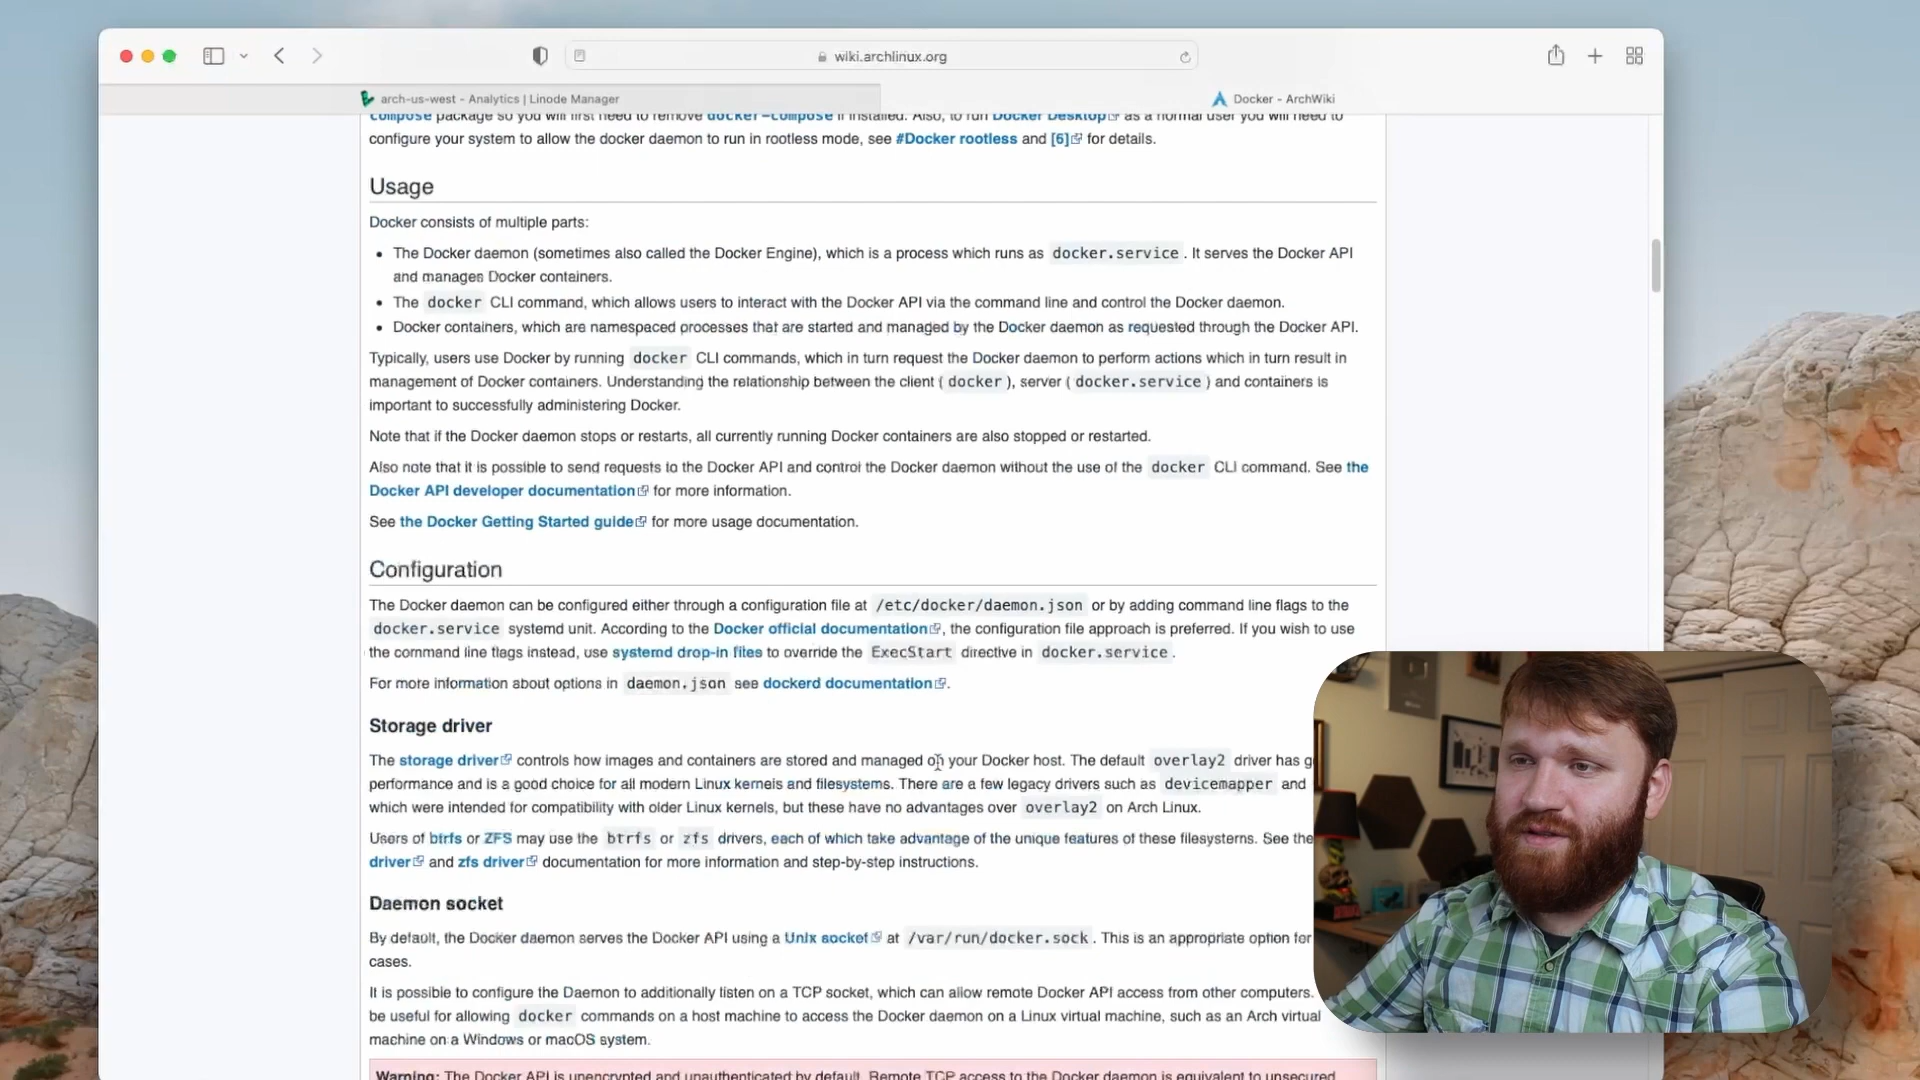 wiki.archlinux.org
arch-us-west - Analytics | Linode Manager
Docker - ArchWiki
compose package so you will first need to remove docker-compose if installed. Also, to run Docker Desktop as a normal user you will need to
configure your system to allow the docker daemon to run in rootless mode, see #Docker rootless and [6] for details.
Usage
Docker consists of multiple parts:
• The Docker daemon (sometimes also called the Docker Engine), which is a process which runs as docker.service . It serves the Docker API
and manages Docker containers.
• The docker CLI command, which allows users to interact with the Docker API via the command line and control the Docker daemon.
• Docker containers, which are namespaced processes that are started and managed by the Docker daemon as requested through the Docker API.
Typically, users use Docker by running docker CLI commands, which in turn request the Docker daemon to perform actions which in turn result in
management of Docker containers. Understanding the relationship between the client ( docker ), server ( docker.service ) and containers is
important to successfully administering Docker.
Note that if the Docker daemon stops or restarts, all currently running Docker containers are also stopped or restarted.
Also note that it is possible to send requests to the Docker API and control the Docker daemon without the use of the docker CLI command. See the
Docker API developer documentation for more information.
See the Docker Getting Started guide for more usage documentation.
Configuration
The Docker daemon can be configured either through a configuration file at /etc/docker/daemon.json or by adding command line flags to the
docker.service systemd unit. According to the Docker official documentation, the configuration file approach is preferred. If you wish to use
the command line flags instead, use systemd drop-in files to override the ExecStart directive in docker.service .
For more information about options in daemon.json see dockerd documentation.
Storage driver
The storage driver controls how images and containers are stored and managed on your Docker host. The default overlay2 driver has g
performance and is a good choice for all modern Linux kernels and filesystems. There are a few legacy drivers such as devicemapper and
which were intended for compatibility with older Linux kernels, but these have no advantages over overlay2 on Arch Linux.
Users of btrfs or ZFS may use the btrfs or zfs drivers, each of which take advantage of the unique features of these filesystems. See the
driver and zfs driver documentation for more information and step-by-step instructions.
Daemon socket
By default, the Docker daemon serves the Docker API using a Unix socket at /var/run/docker.sock . This is an appropriate option for
cases.
It is possible to configure the Daemon to additionally listen on a TCP socket, which can allow remote Docker API access from other computers.
be useful for allowing docker commands on a host machine to access the Docker daemon on a Linux virtual machine, such as an Arch virtual
machine on a Windows or macOS system.
Warning: The Docker API is unencrypted and unauthenticated by default. Remote TCP access to the Docker daemon is equivalent to unsecured